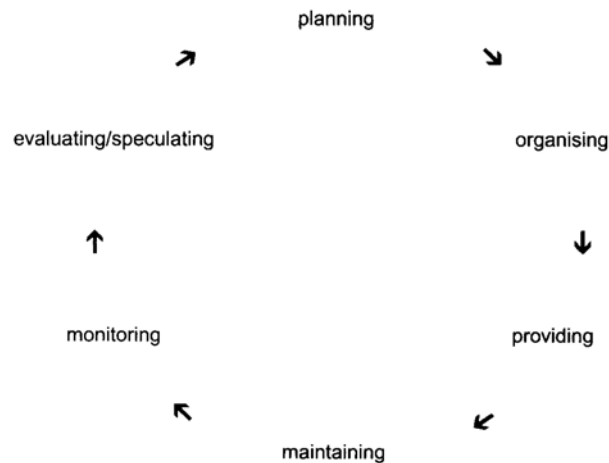 planning
evaluating/speculating
organising
monitoring
providing
maintaining